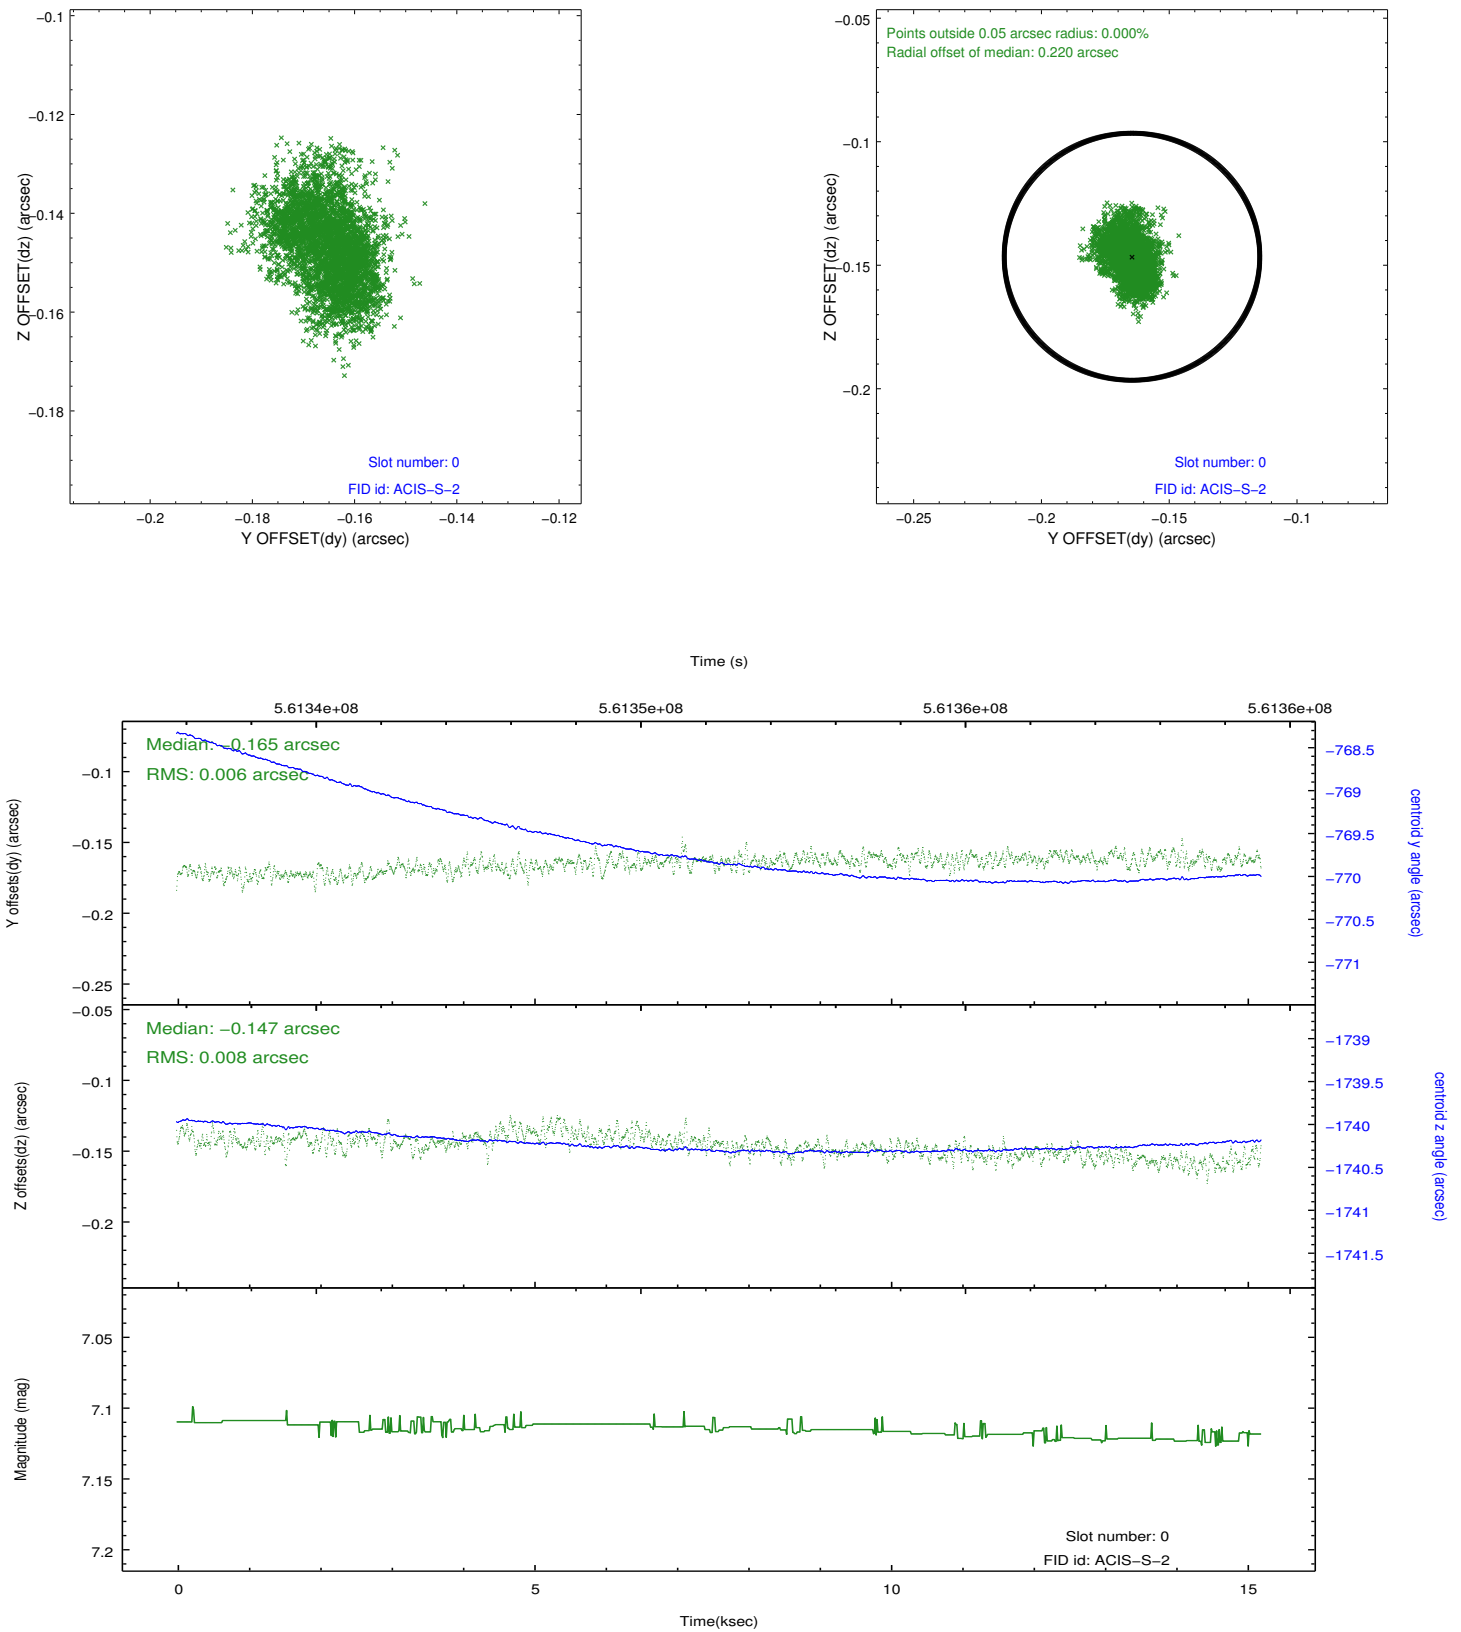 −0.1
−0.12
−0.14
−0.16
−0.18
Z OFFSET(dz) (arcsec)
Slot number: 0
FID id: ACIS−S−2
−0.2
−0.18
−0.16
−0.14
−0.12
Y OFFSET(dy) (arcsec)
−0.05
−0.1
−0.15
−0.2
Z OFFSET(dz) (arcsec)
Points outside 0.05 arcsec radius: 0.000%
Radial offset of median: 0.220 arcsec
Slot number: 0
FID id: ACIS−S−2
−0.25
−0.2
−0.15
−0.1
Y OFFSET(dy) (arcsec)
Time (s)
5.6134e+08
5.6135e+08
5.6136e+08
5.6136e+08
Median: −0.165 arcsec
RMS: 0.006 arcsec
−0.1
−0.15
−0.2
−0.25
Y offsets(dy) (arcsec)
−768.5
−769
−769.5
−770
−770.5
−771
centroid y angle (arcsec)
Median: −0.147 arcsec
RMS: 0.008 arcsec
−0.05
−0.1
−0.15
−0.2
Z offsets(dz) (arcsec)
−1739
−1739.5
−1740
−1740.5
−1741
−1741.5
centroid z angle (arcsec)
7.05
7.1
7.15
7.2
Magnitude (mag)
Slot number: 0
FID id: ACIS−S−2
0
5
10
15
Time(ksec)